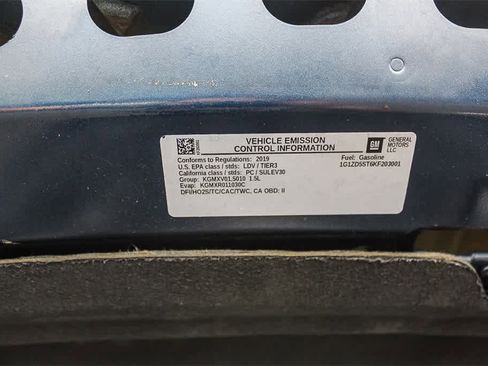 VEHICLE EMISSION
CONTROL INFORMATION
GM
GENERAL
MOTORS
LLC
Conforms to Regulations: 2019
U.S. EPA class / stds: LDV / TIER3
California class / stds: PC / SULEV30
Group: KGMXV01.5010 1.5L
Evap: KGMXR011030C
DFI/HO2S/TC/CAC/TWC, CA OBD: II
Fuel: Gasoline
1G1ZD5ST6KF203001